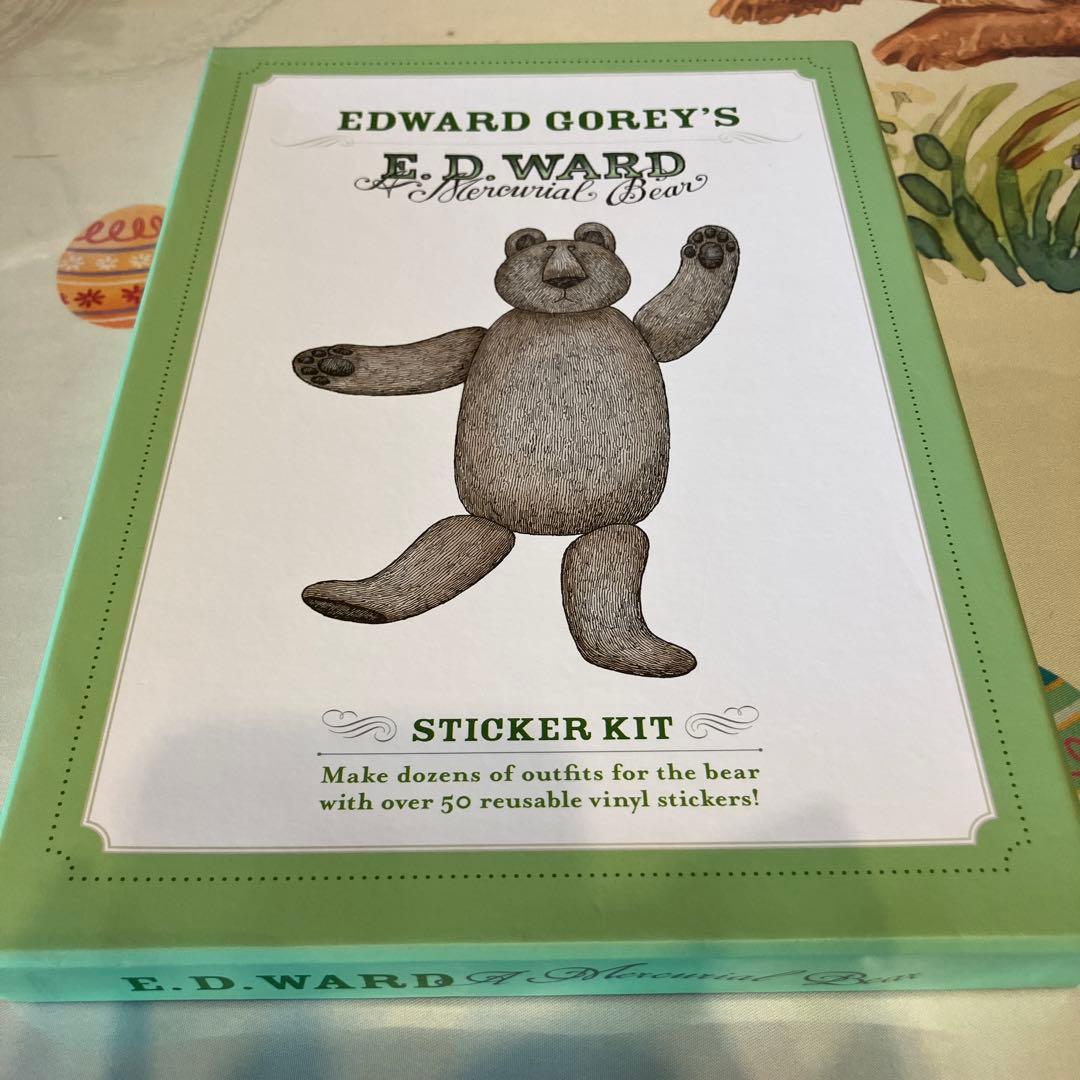 EDWARD GOREY'S
E. D. WARD
A Mercurial Bear
STICKER KIT
Make dozens of outfits for the bear
with over 50 reusable vinyl stickers!
E. D. WARD A Mercurial Bear